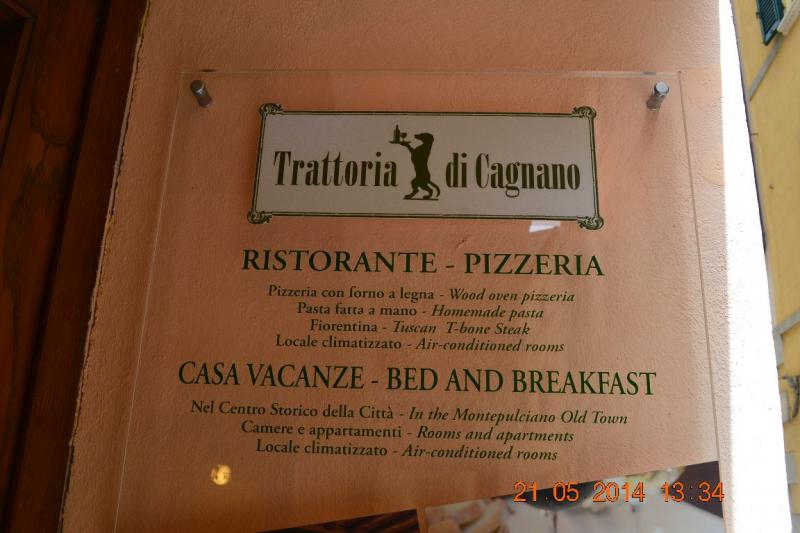 Trattoria di Cagnano
RISTORANTE - PIZZERIA
Pizzeria con forno a legna - Wood oven pizzeria
Pasta fatta a mano - Homemade pasta
Fiorentina - Tuscan T-bone Steak
Locale climatizzato - Air-conditioned rooms
CASA VACANZE - BED AND BREAKFAST
Nel Centro Storico della Città - In the Montepulciano Old Town
Camere e appartamenti - Rooms and apartments
Locale climatizzato - Air-conditioned rooms
21 05 2014 13:34